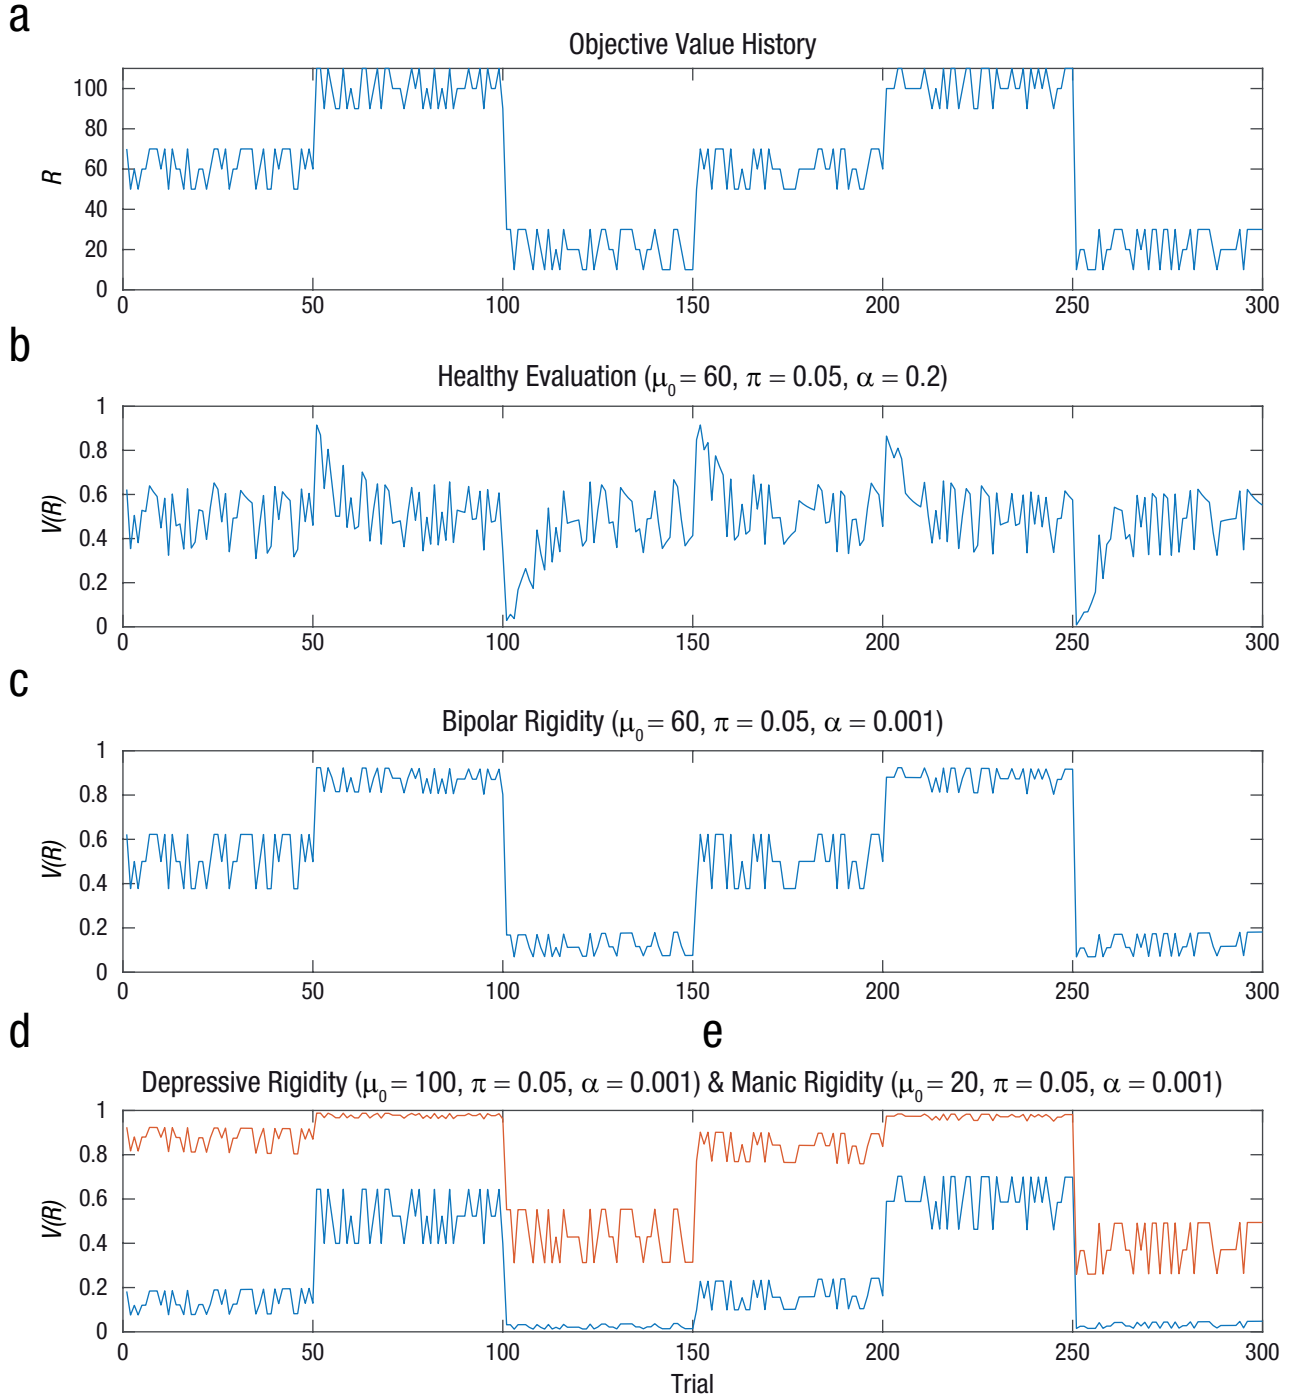 a
Objective Value History
R
100
80
60
40
20
0
0 50 100 150 200 250 300
b
Healthy Evaluation (μ₀ = 60, π = 0.05, α = 0.2)
V(R)
1
0.8
0.6
0.4
0.2
0
0 50 100 150 200 250 300
c
Bipolar Rigidity (μ₀ = 60, π = 0.05, α = 0.001)
V(R)
1
0.8
0.6
0.4
0.2
0
0 50 100 150 200 250 300
d e
Depressive Rigidity (μ₀ = 100, π = 0.05, α = 0.001) & Manic Rigidity (μ₀ = 20, π = 0.05, α = 0.001)
V(R)
1
0.8
0.6
0.4
0.2
0
0 50 100 150 200 250 300
Trial